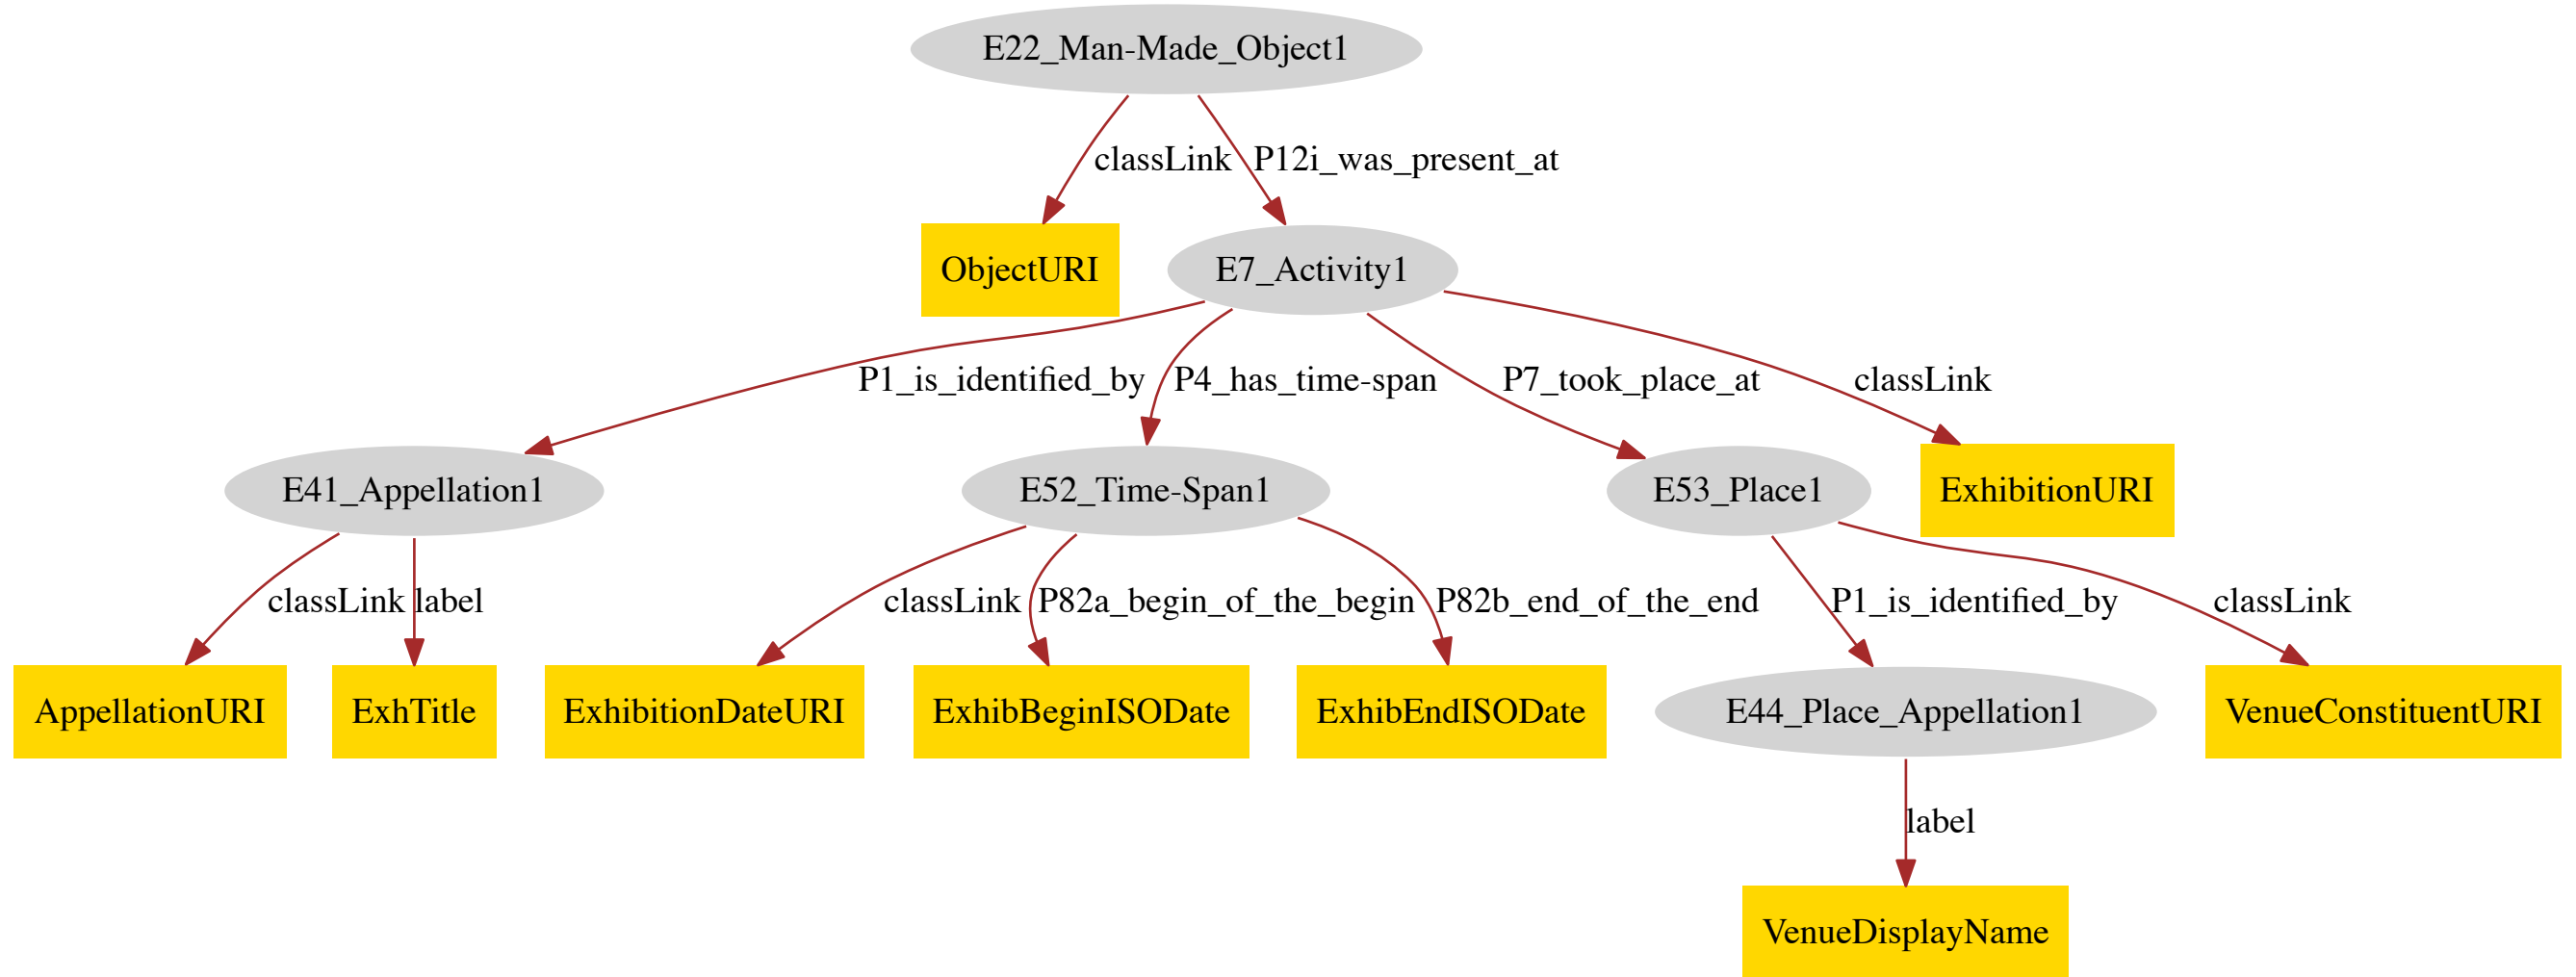 E22_Man-Made_Object1
classLink
P12i_was_present_at
ObjectURI
E7_Activity1
P1_is_identified_by
P4_has_time-span
P7_took_place_at
classLink
E41_Appellation1
E52_Time-Span1
E53_Place1
ExhibitionURI
classLink
label
classLink
P82a_begin_of_the_begin
P82b_end_of_the_end
P1_is_identified_by
classLink
AppellationURI
ExhTitle
ExhibitionDateURI
ExhibBeginISODate
ExhibEndISODate
E44_Place_Appellation1
VenueConstituentURI
label
VenueDisplayName